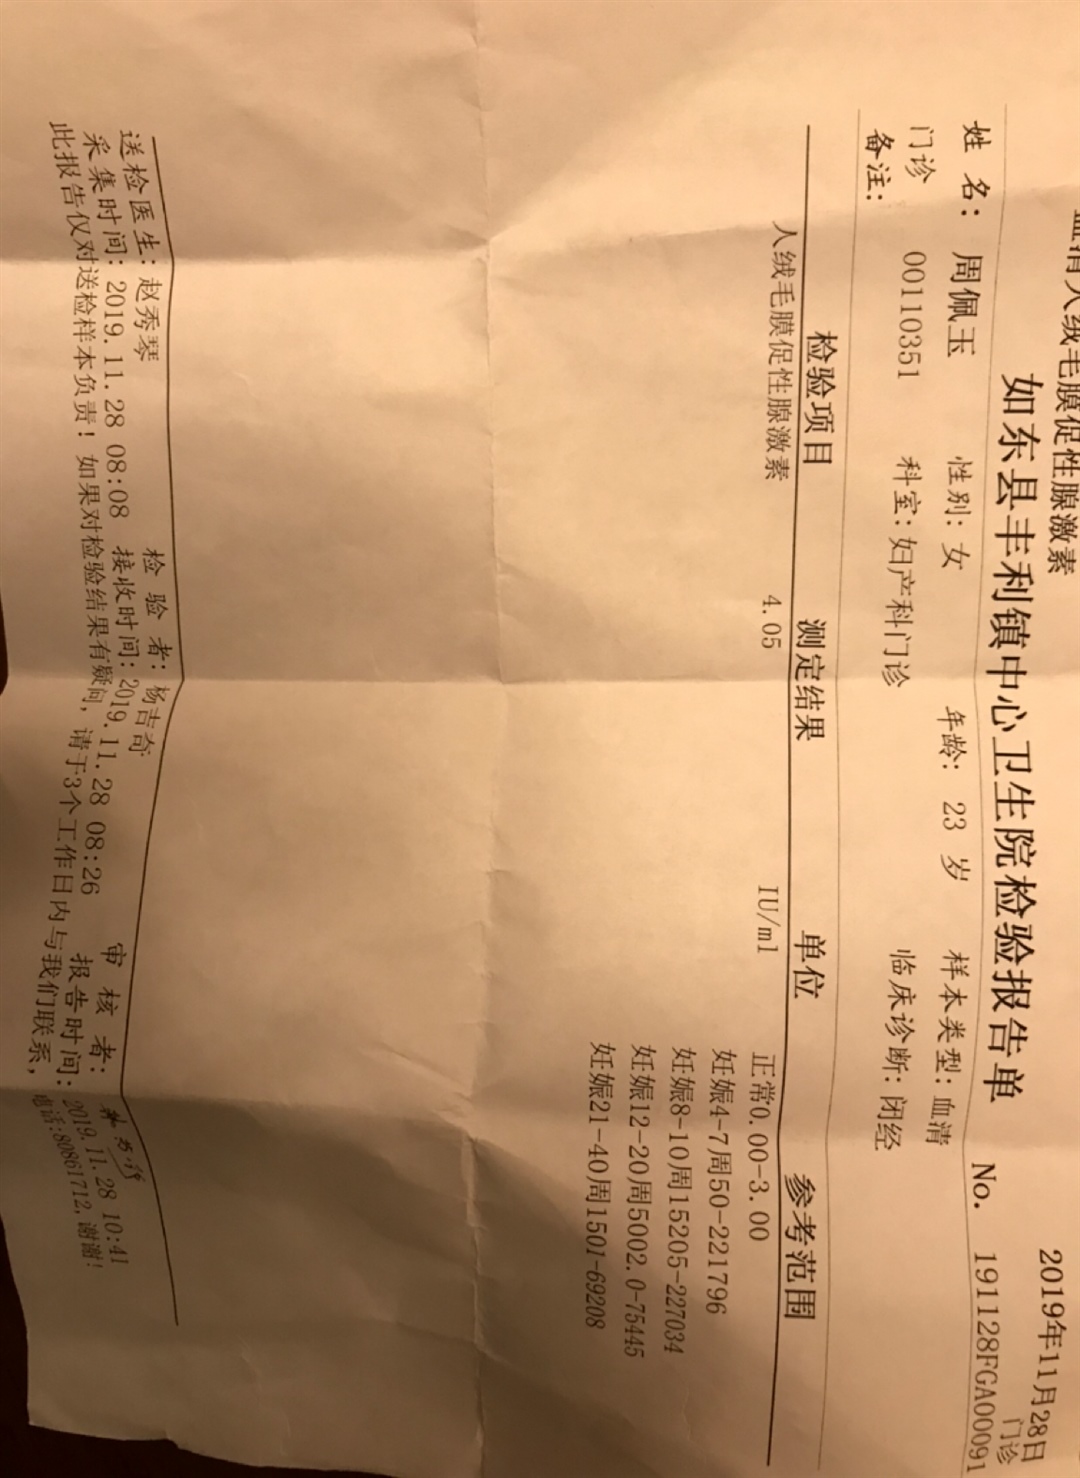 血清人绒毛膜促性腺激素 2019年11月28日
门诊
如东县丰利镇中心卫生院检验报告单 No. 191128FGA00091
姓 名: 周佩玉 性别: 女 年龄: 23 岁 样本类型: 血清
门诊 00110351 科室: 妇产科门诊 临床诊断: 闭经
备注:
检验项目 测定结果 单位 参考范围
人绒毛膜促性腺激素 4.05 IU/ml 正常0.00-3.00
妊娠4-7周50-221796
妊娠8-10周15205-227034
妊娠12-20周5002.0-75445
妊娠21-40周1501-69208
送检医生: 赵秀琴 检 验 者: 杨吉奇 审 核 者:
采集时间: 2019.11.28 08:08 接收时间: 2019.11.28 08:26 报告时间: 2019.11.28 10:41
此报告仅对送检样本负责! 如果对检验结果有疑问, 请于3个工作日内与我们联系, 电话:80861712, 谢谢!